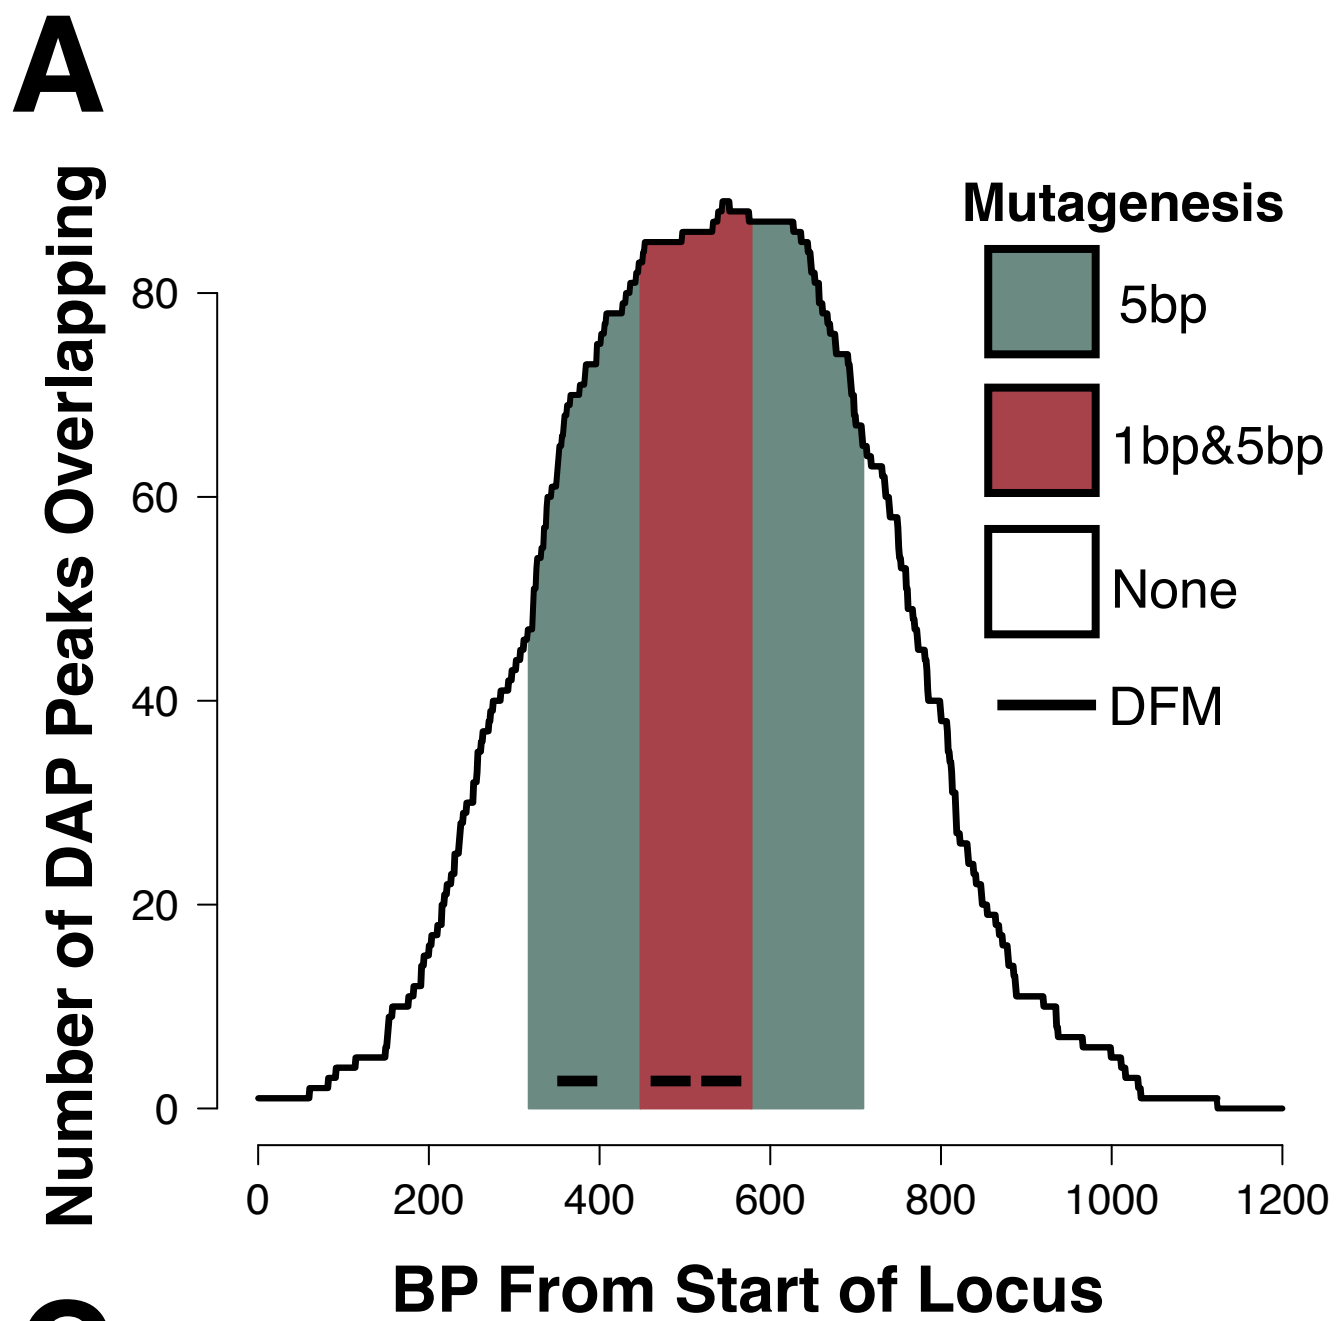 A
Number of DAP Peaks Overlapping
80
60
40
20
0
Mutagenesis
5bp
1bp&5bp
None
DFM
0 200 400 600 800 1000 1200
BP From Start of Locus